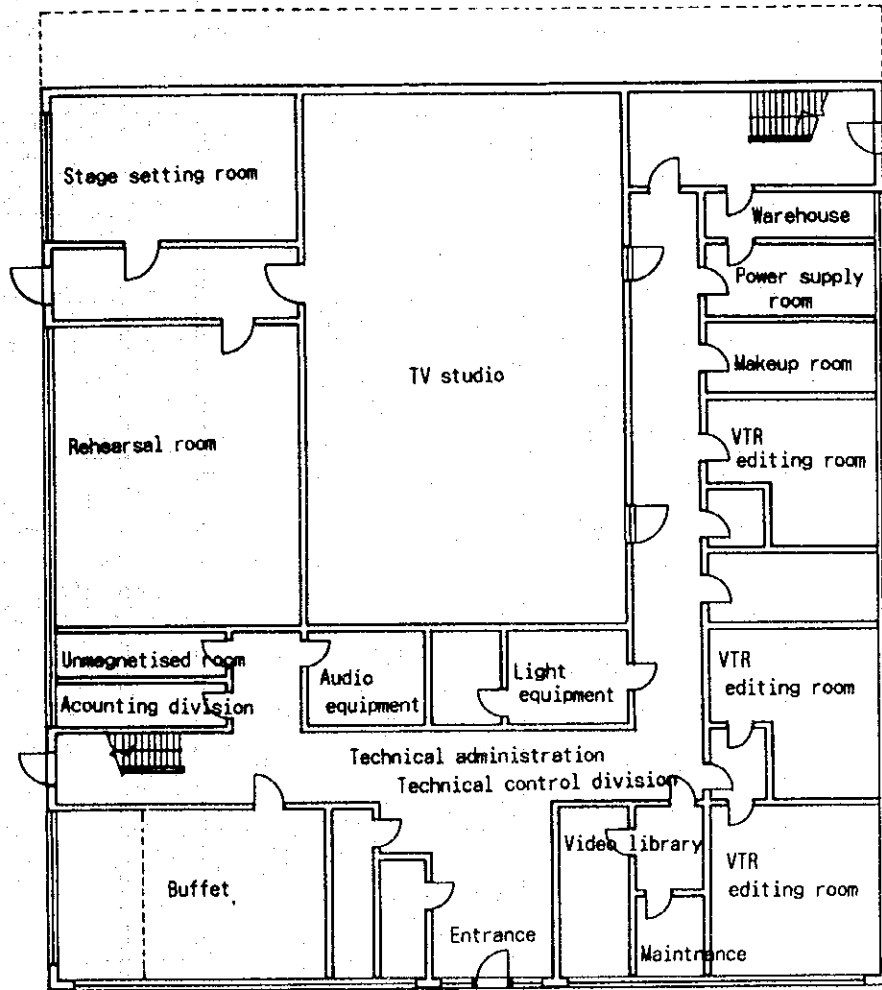 Stage setting room
Warehouse
Power supply
room
TV studio
Makeup room
Rehearsal room
VTR
editing room
Unmagnetised room
Acounting division
Audio
equipment
Light
equipment
VTR
editing room
Technical administration
Technical control division
Video library
Buffet
VTR
editing room
Entrance
Maintnance